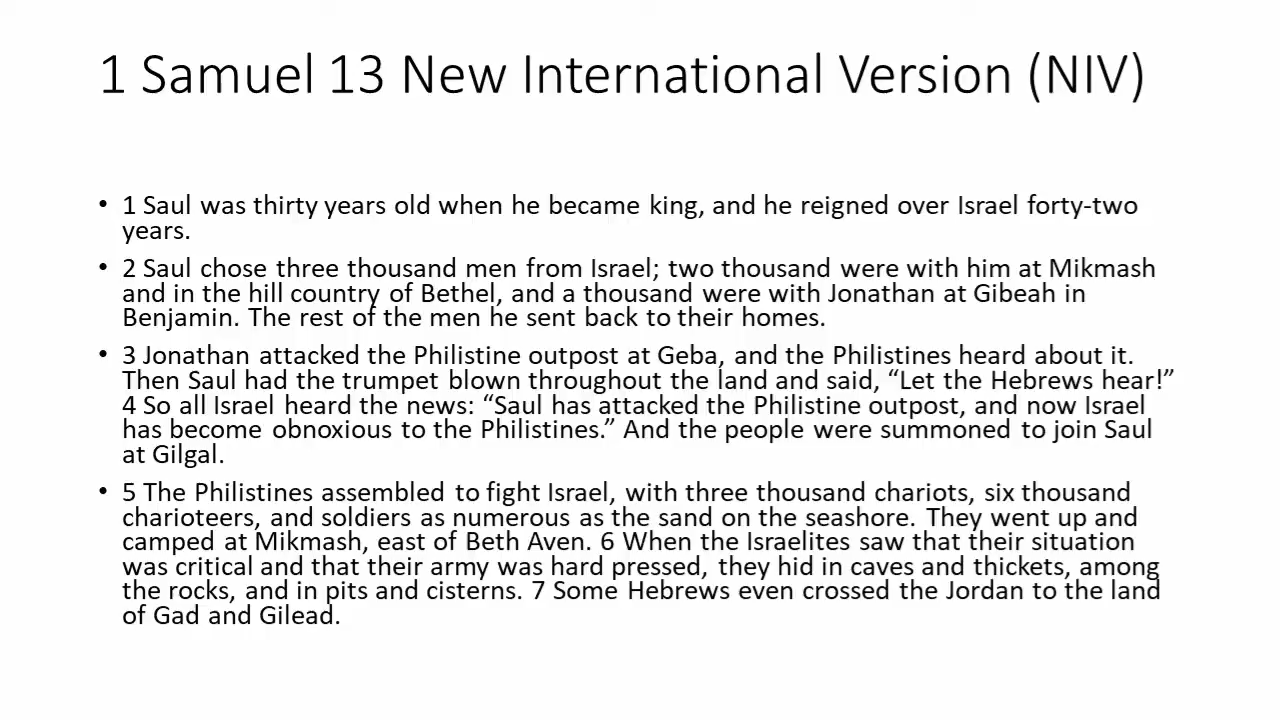 1 Samuel 13 New International Version (NIV)
• 1 Saul was thirty years old when he became king, and he reigned over Israel forty-two
years.
• 2 Saul chose three thousand men from Israel; two thousand were with him at Mikmash
and in the hill country of Bethel, and a thousand were with Jonathan at Gibeah in
Benjamin. The rest of the men he sent back to their homes.
• 3 Jonathan attacked the Philistine outpost at Geba, and the Philistines heard about it.
Then Saul had the trumpet blown throughout the land and said, “Let the Hebrews hear!”
4 So all Israel heard the news: “Saul has attacked the Philistine outpost, and now Israel
has become obnoxious to the Philistines.” And the people were summoned to join Saul
at Gilgal.
• 5 The Philistines assembled to fight Israel, with three thousand chariots, six thousand
charioteers, and soldiers as numerous as the sand on the seashore. They went up and
camped at Mikmash, east of Beth Aven. 6 When the Israelites saw that their situation
was critical and that their army was hard pressed, they hid in caves and thickets, among
the rocks, and in pits and cisterns. 7 Some Hebrews even crossed the Jordan to the land
of Gad and Gilead.